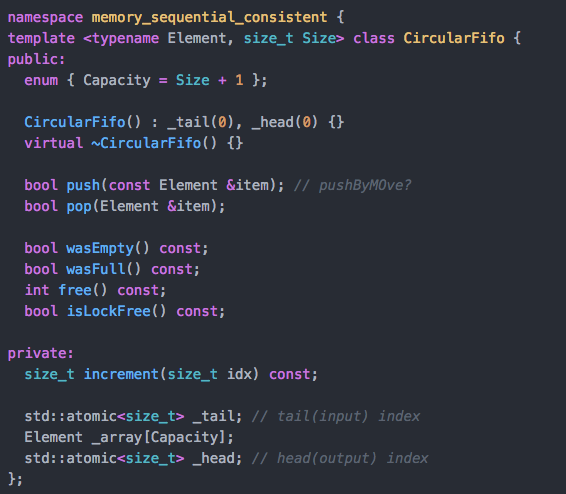 namespace memory_sequential_consistent {
template <typename Element, size_t Size> class CircularFifo {
public:
  enum { Capacity = Size + 1 };

  CircularFifo() : _tail(0), _head(0) {}
  virtual ~CircularFifo() {}

  bool push(const Element &item); // pushByMOve?
  bool pop(Element &item);

  bool wasEmpty() const;
  bool wasFull() const;
  int free() const;
  bool isLockFree() const;

private:
  size_t increment(size_t idx) const;

  std::atomic<size_t> _tail; // tail(input) index
  Element _array[Capacity];
  std::atomic<size_t> _head; // head(output) index
};